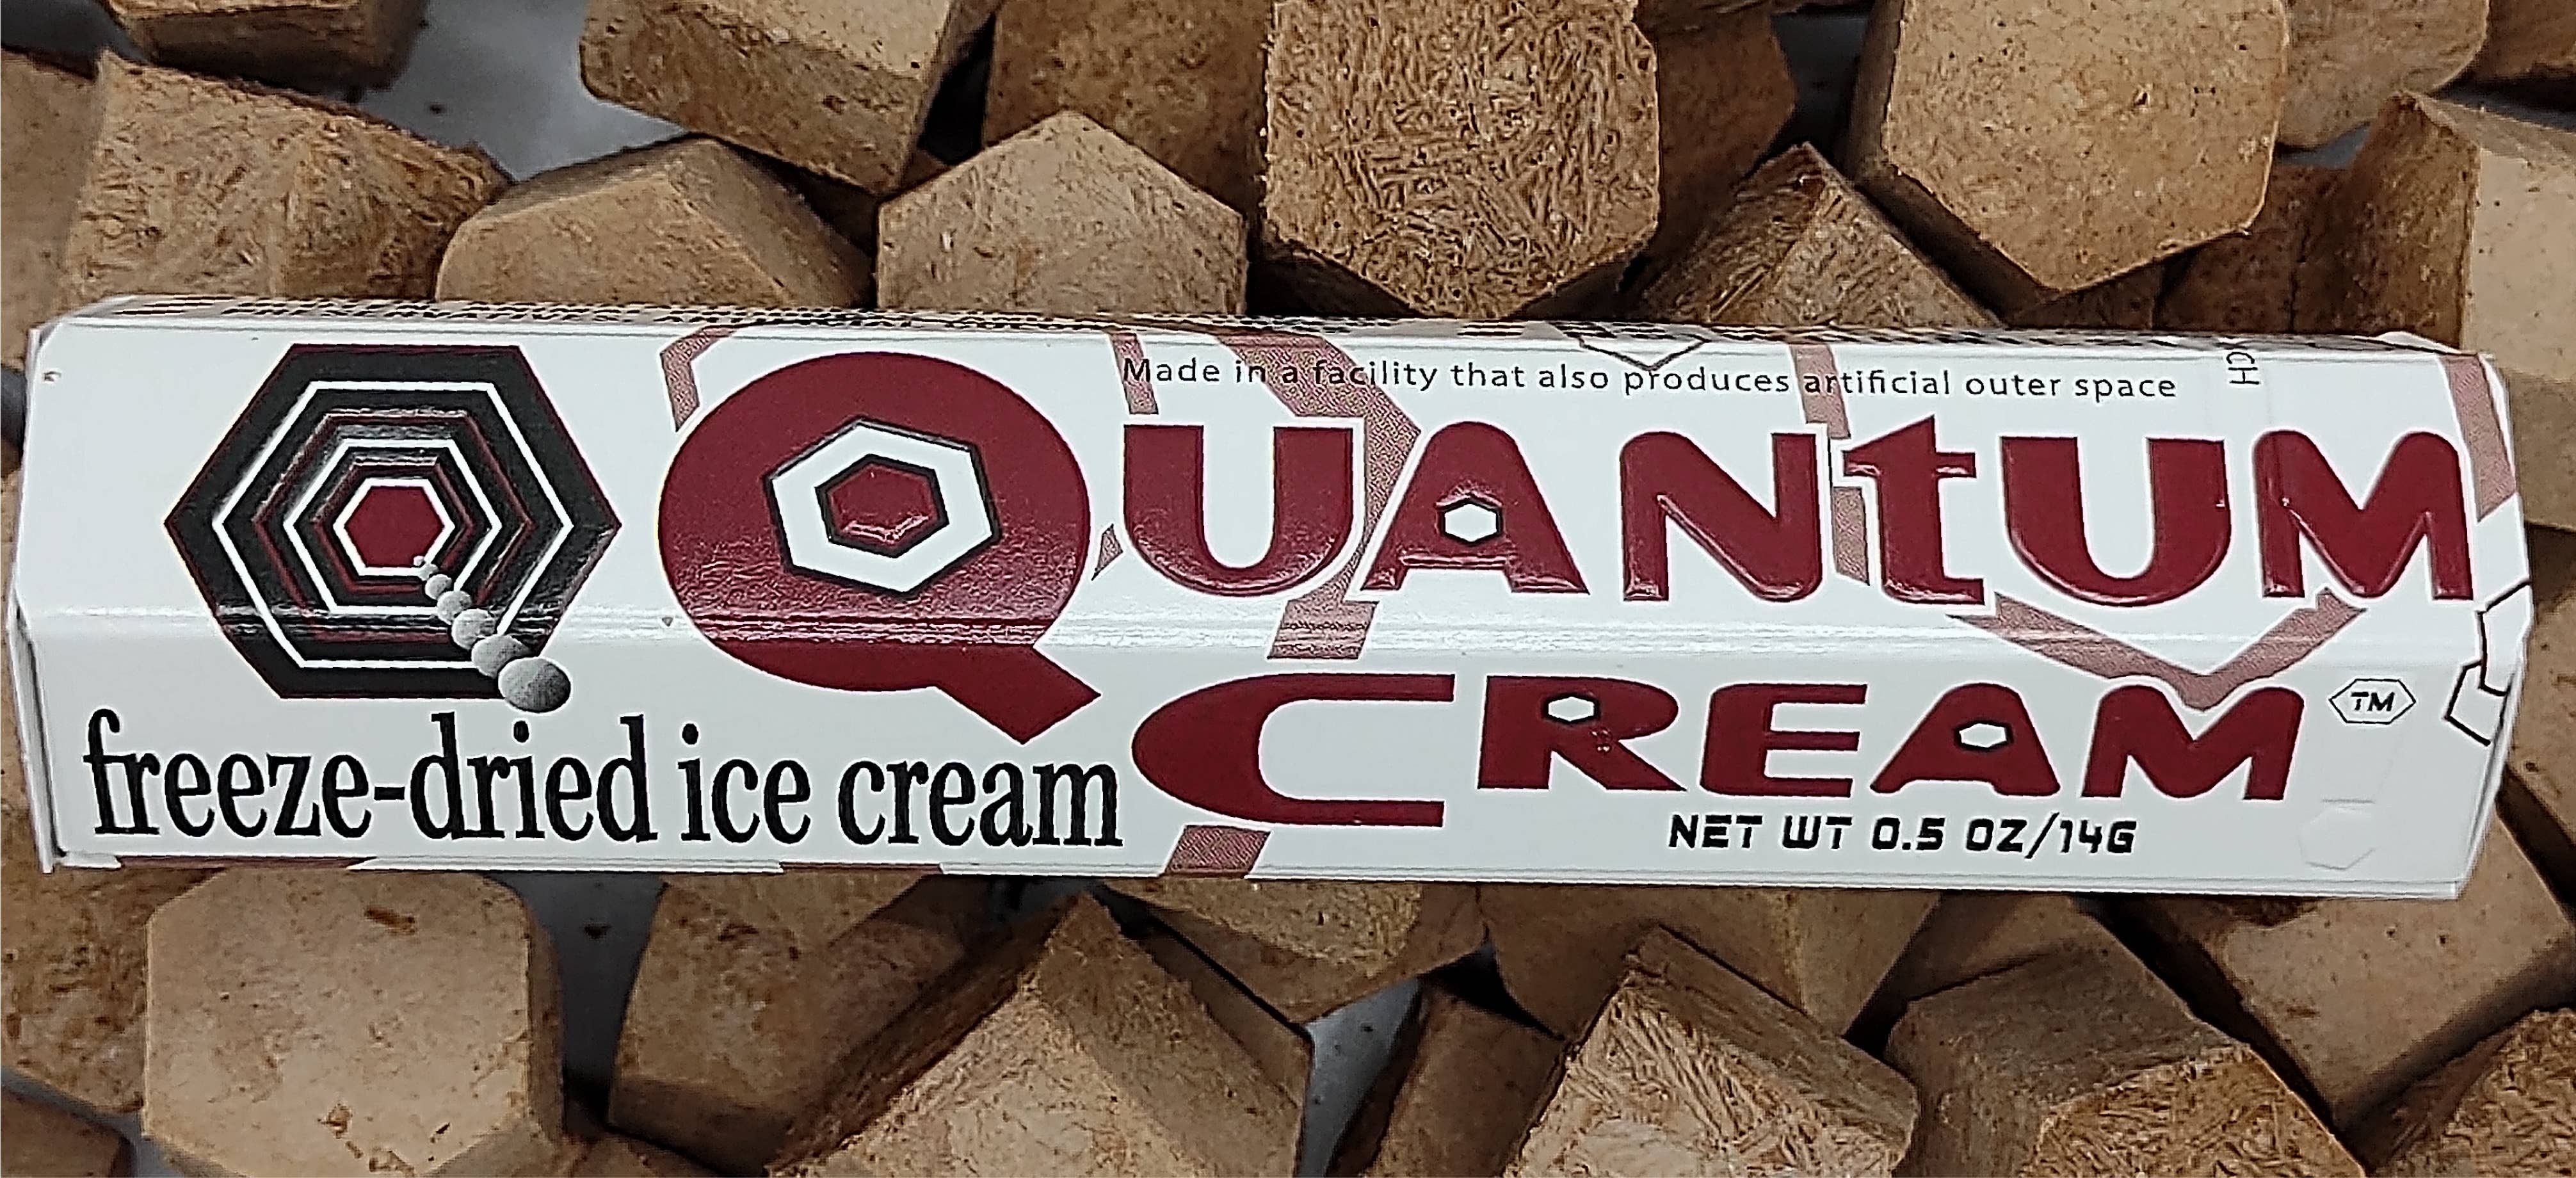 Made in a facility that also produces artificial outer space
CH
QUANtUM
CREAM TM
freeze-dried ice cream
NET WT 0.5 OZ/14G